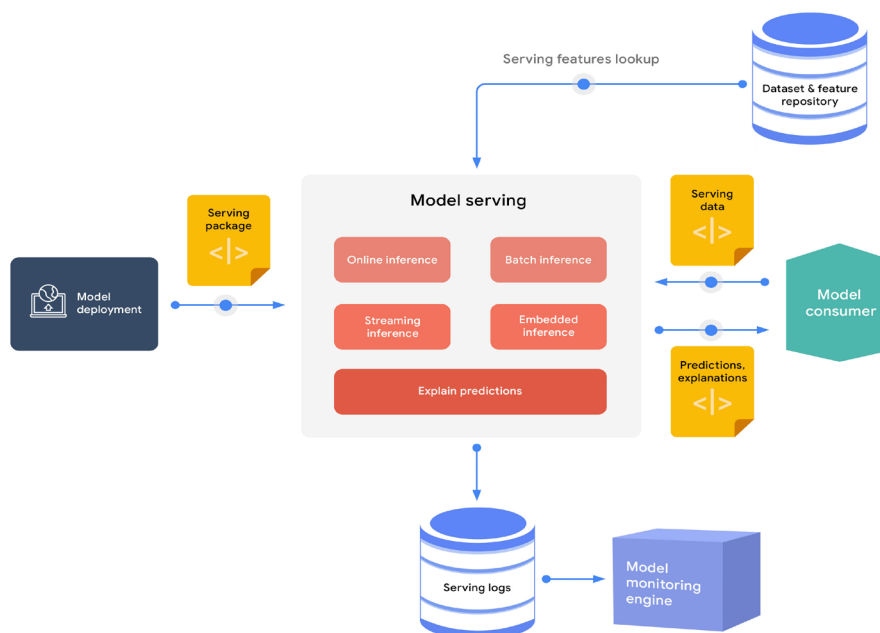 Serving features lookup
Dataset & feature
repository
Model serving
Serving
package
</>
Serving
data
</>
Online inference
Batch inference
Model
deployment
Streaming
inference
Embedded
inference
Model
consumer
Explain predictions
Predictions,
explanations
</>
Serving logs
Model
monitoring
engine